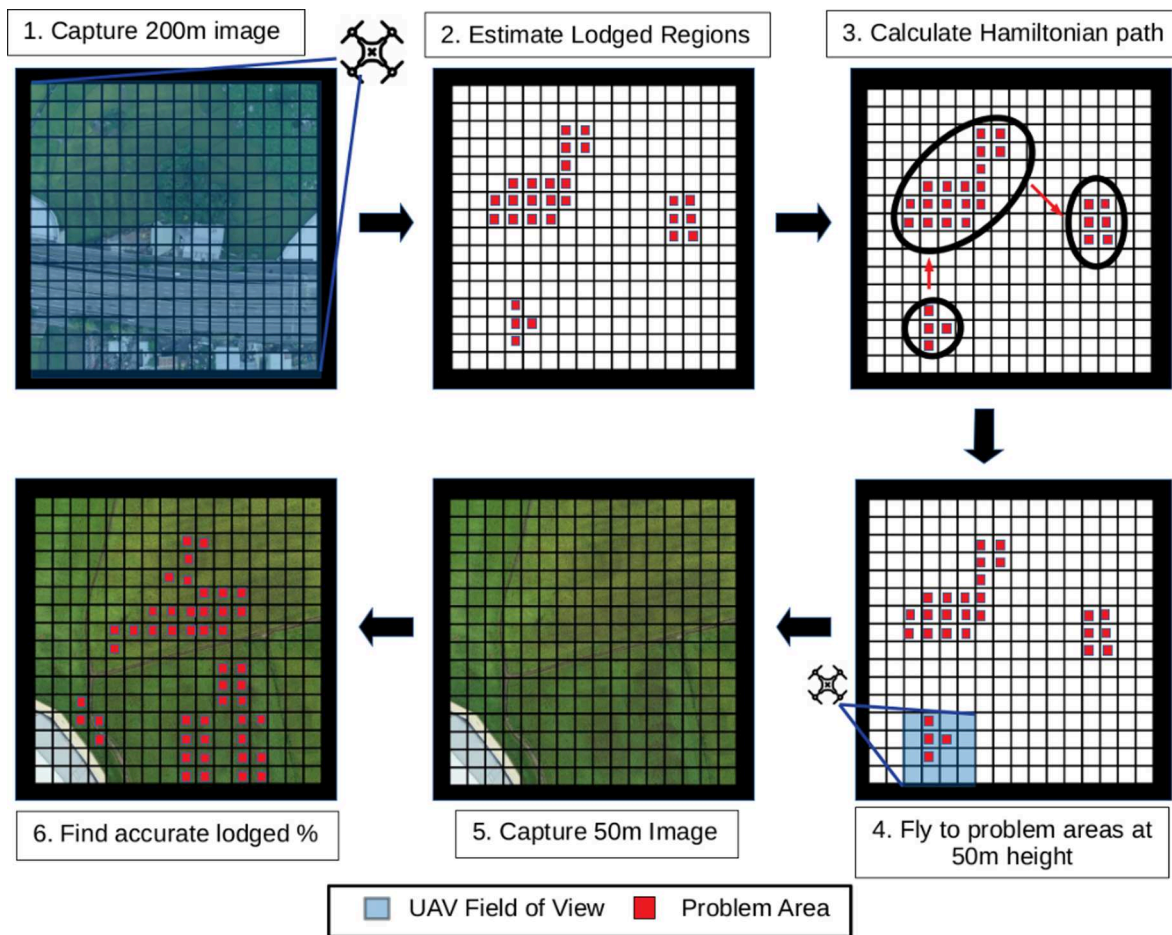 1. Capture 200m image
2. Estimate Lodged Regions
3. Calculate Hamiltonian path
6. Find accurate lodged %
5. Capture 50m Image
4. Fly to problem areas at
50m height
UAV Field of View
Problem Area